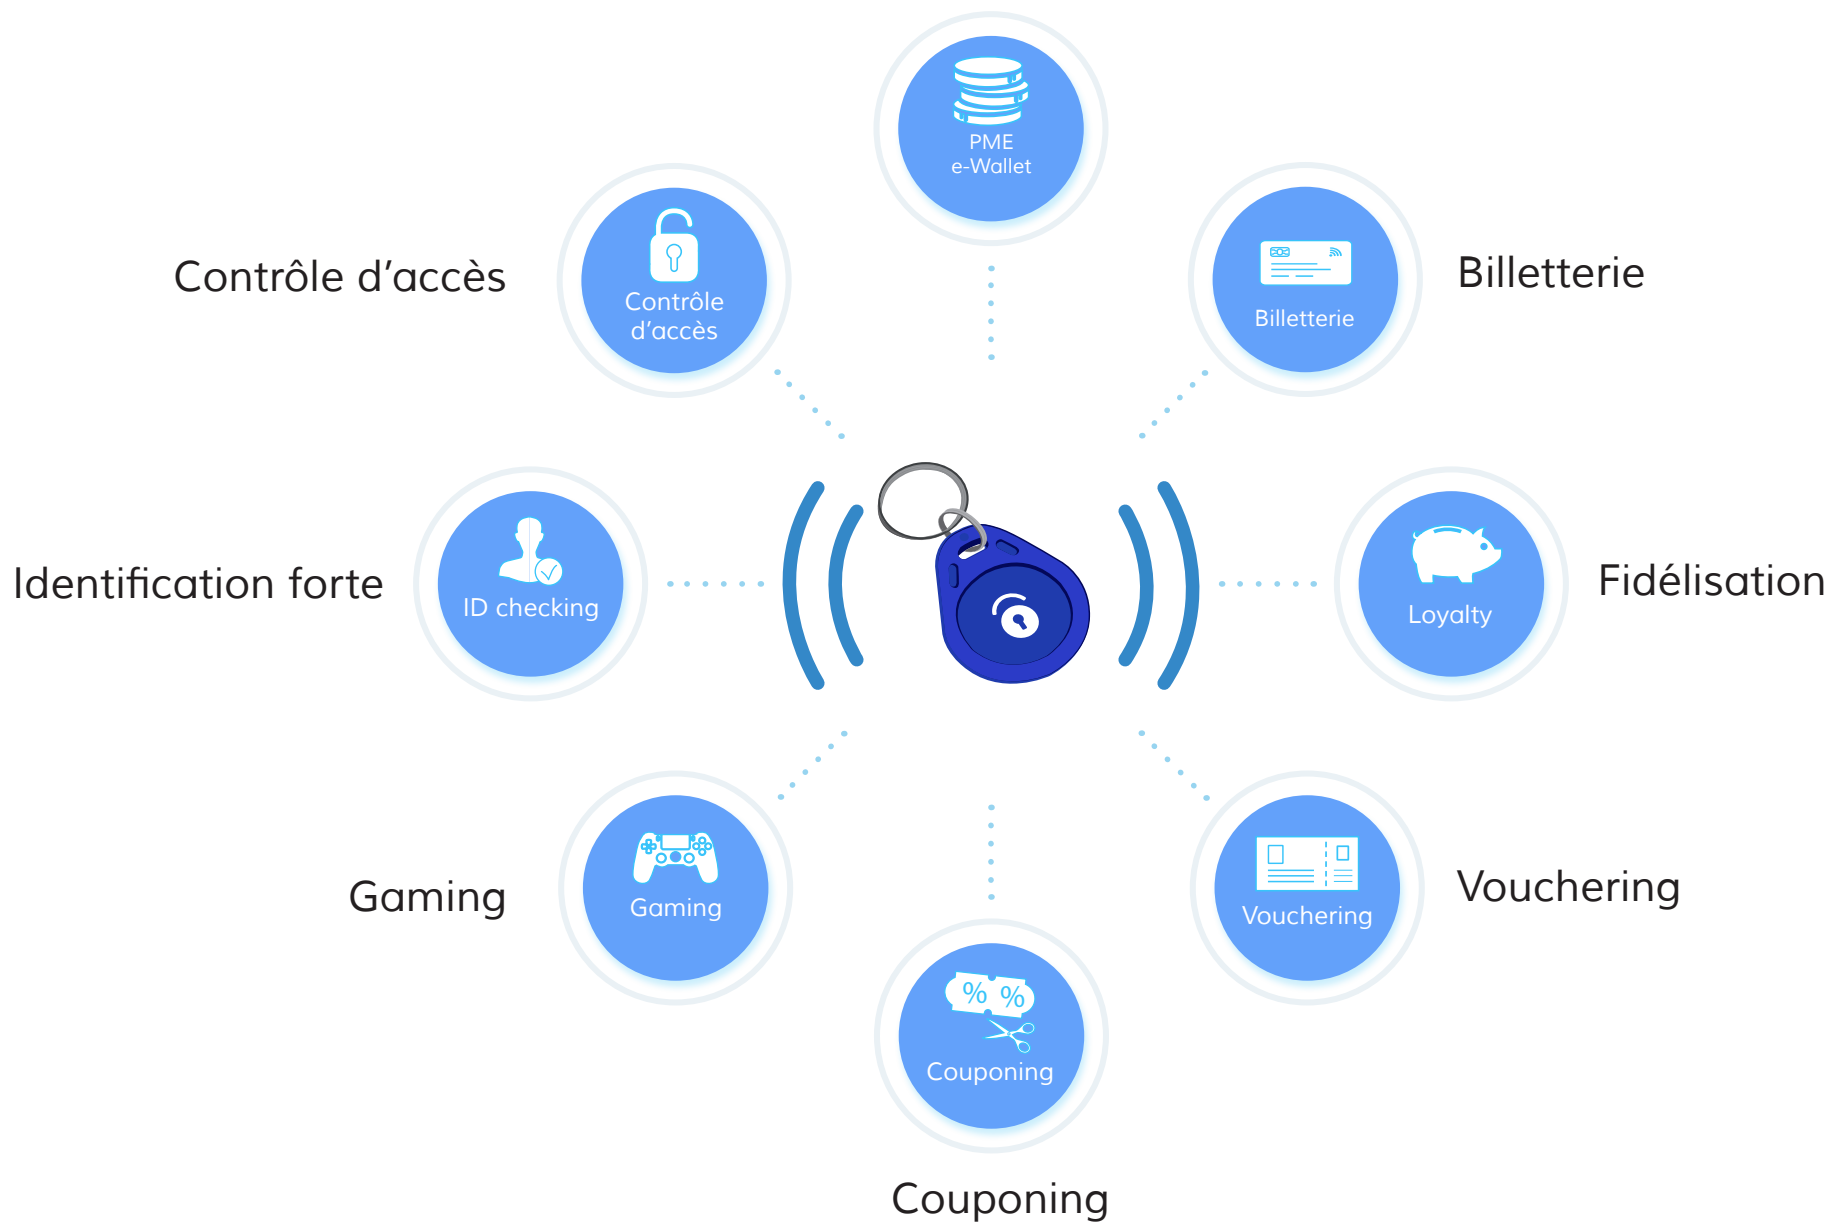 PME
e-Wallet
Contrôle d’accès
Contrôle
d’accès
Billetterie
Billetterie
Identification forte
ID checking
Loyalty
Fidélisation
Gaming
Gaming
Vouchering
Vouchering
% %
Couponing
Couponing